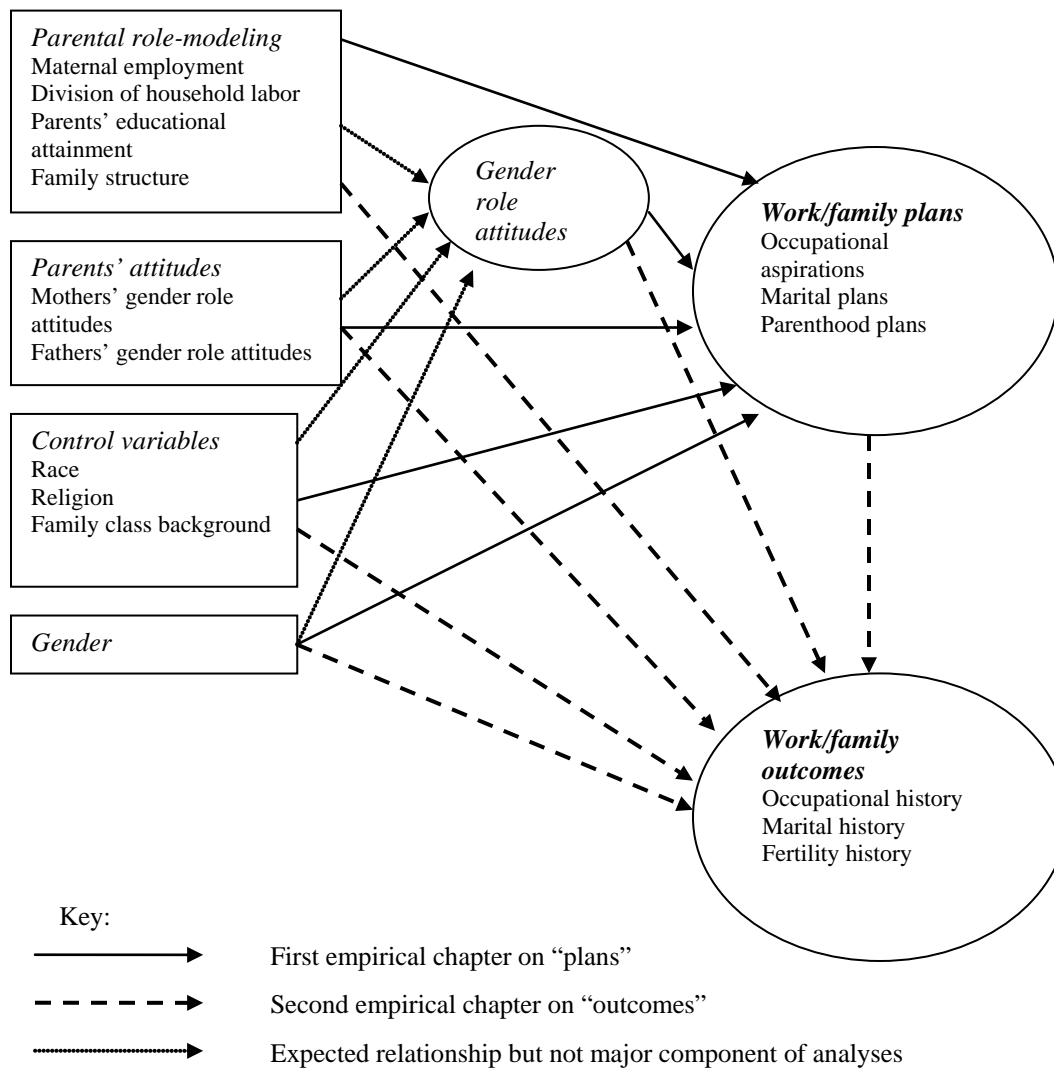 Parental role-modeling
Maternal employment
Division of household labor
Parents’ educational
attainment
Family structure
Gender
role
attitudes
Work/family plans
Occupational
aspirations
Marital plans
Parenthood plans
Parents’ attitudes
Mothers’ gender role
attitudes
Fathers’ gender role attitudes
Control variables
Race
Religion
Family class background
Gender
Work/family
outcomes
Occupational history
Marital history
Fertility history
Key:
First empirical chapter on “plans”
Second empirical chapter on “outcomes”
Expected relationship but not major component of analyses